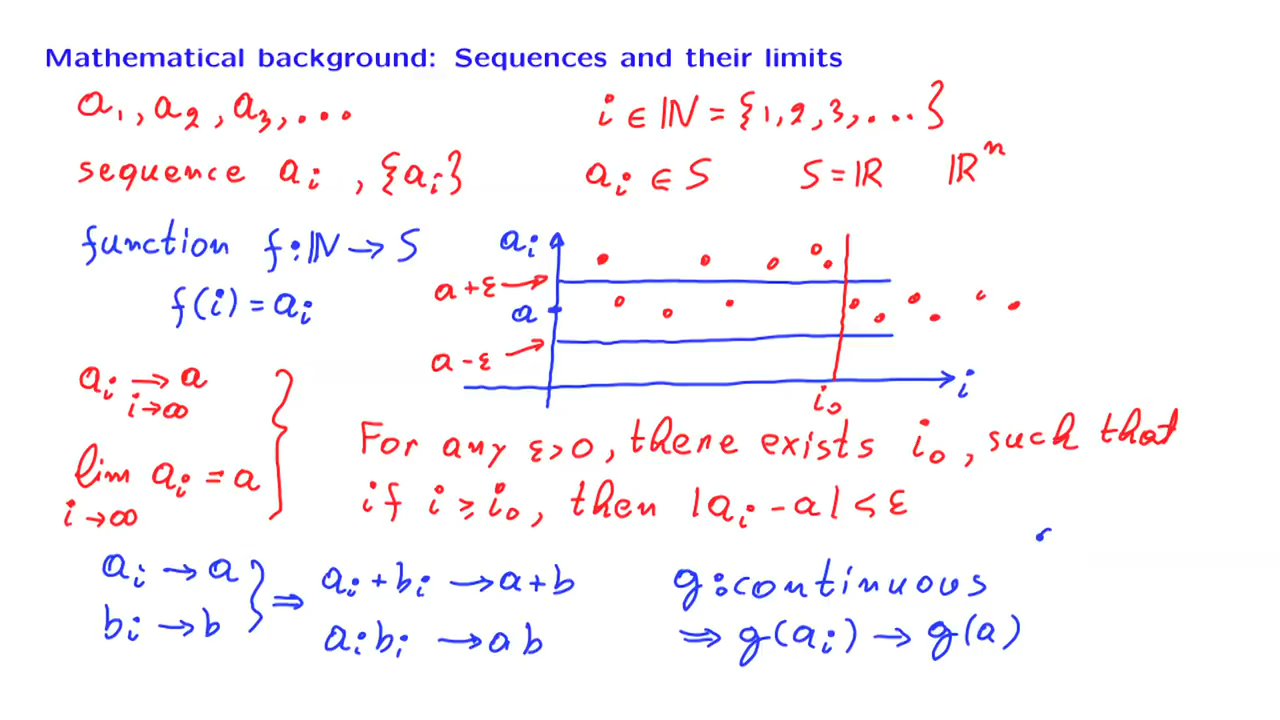 Mathematical background: Sequences and their limits
a₁, a₂, a₃, ...
i ∈ ℕ = {1, 2, 3, ...}
sequence aᵢ , {aᵢ}
aᵢ ∈ S S = ℝ ℝⁿ
function f : ℕ → S
f(i) = aᵢ
aᵢ
a + ε
a
a - ε
i
i₀
aᵢ → a
i → ∞
lim aᵢ = a
i → ∞
For any ε > 0, there exists i₀, such that
if i ≥ i₀, then |aᵢ - a| < ε
aᵢ → a
bᵢ → b
⇒ aᵢ + bᵢ → a + b
aᵢbᵢ → ab
g : continuous
⇒ g(aᵢ) → g(a)